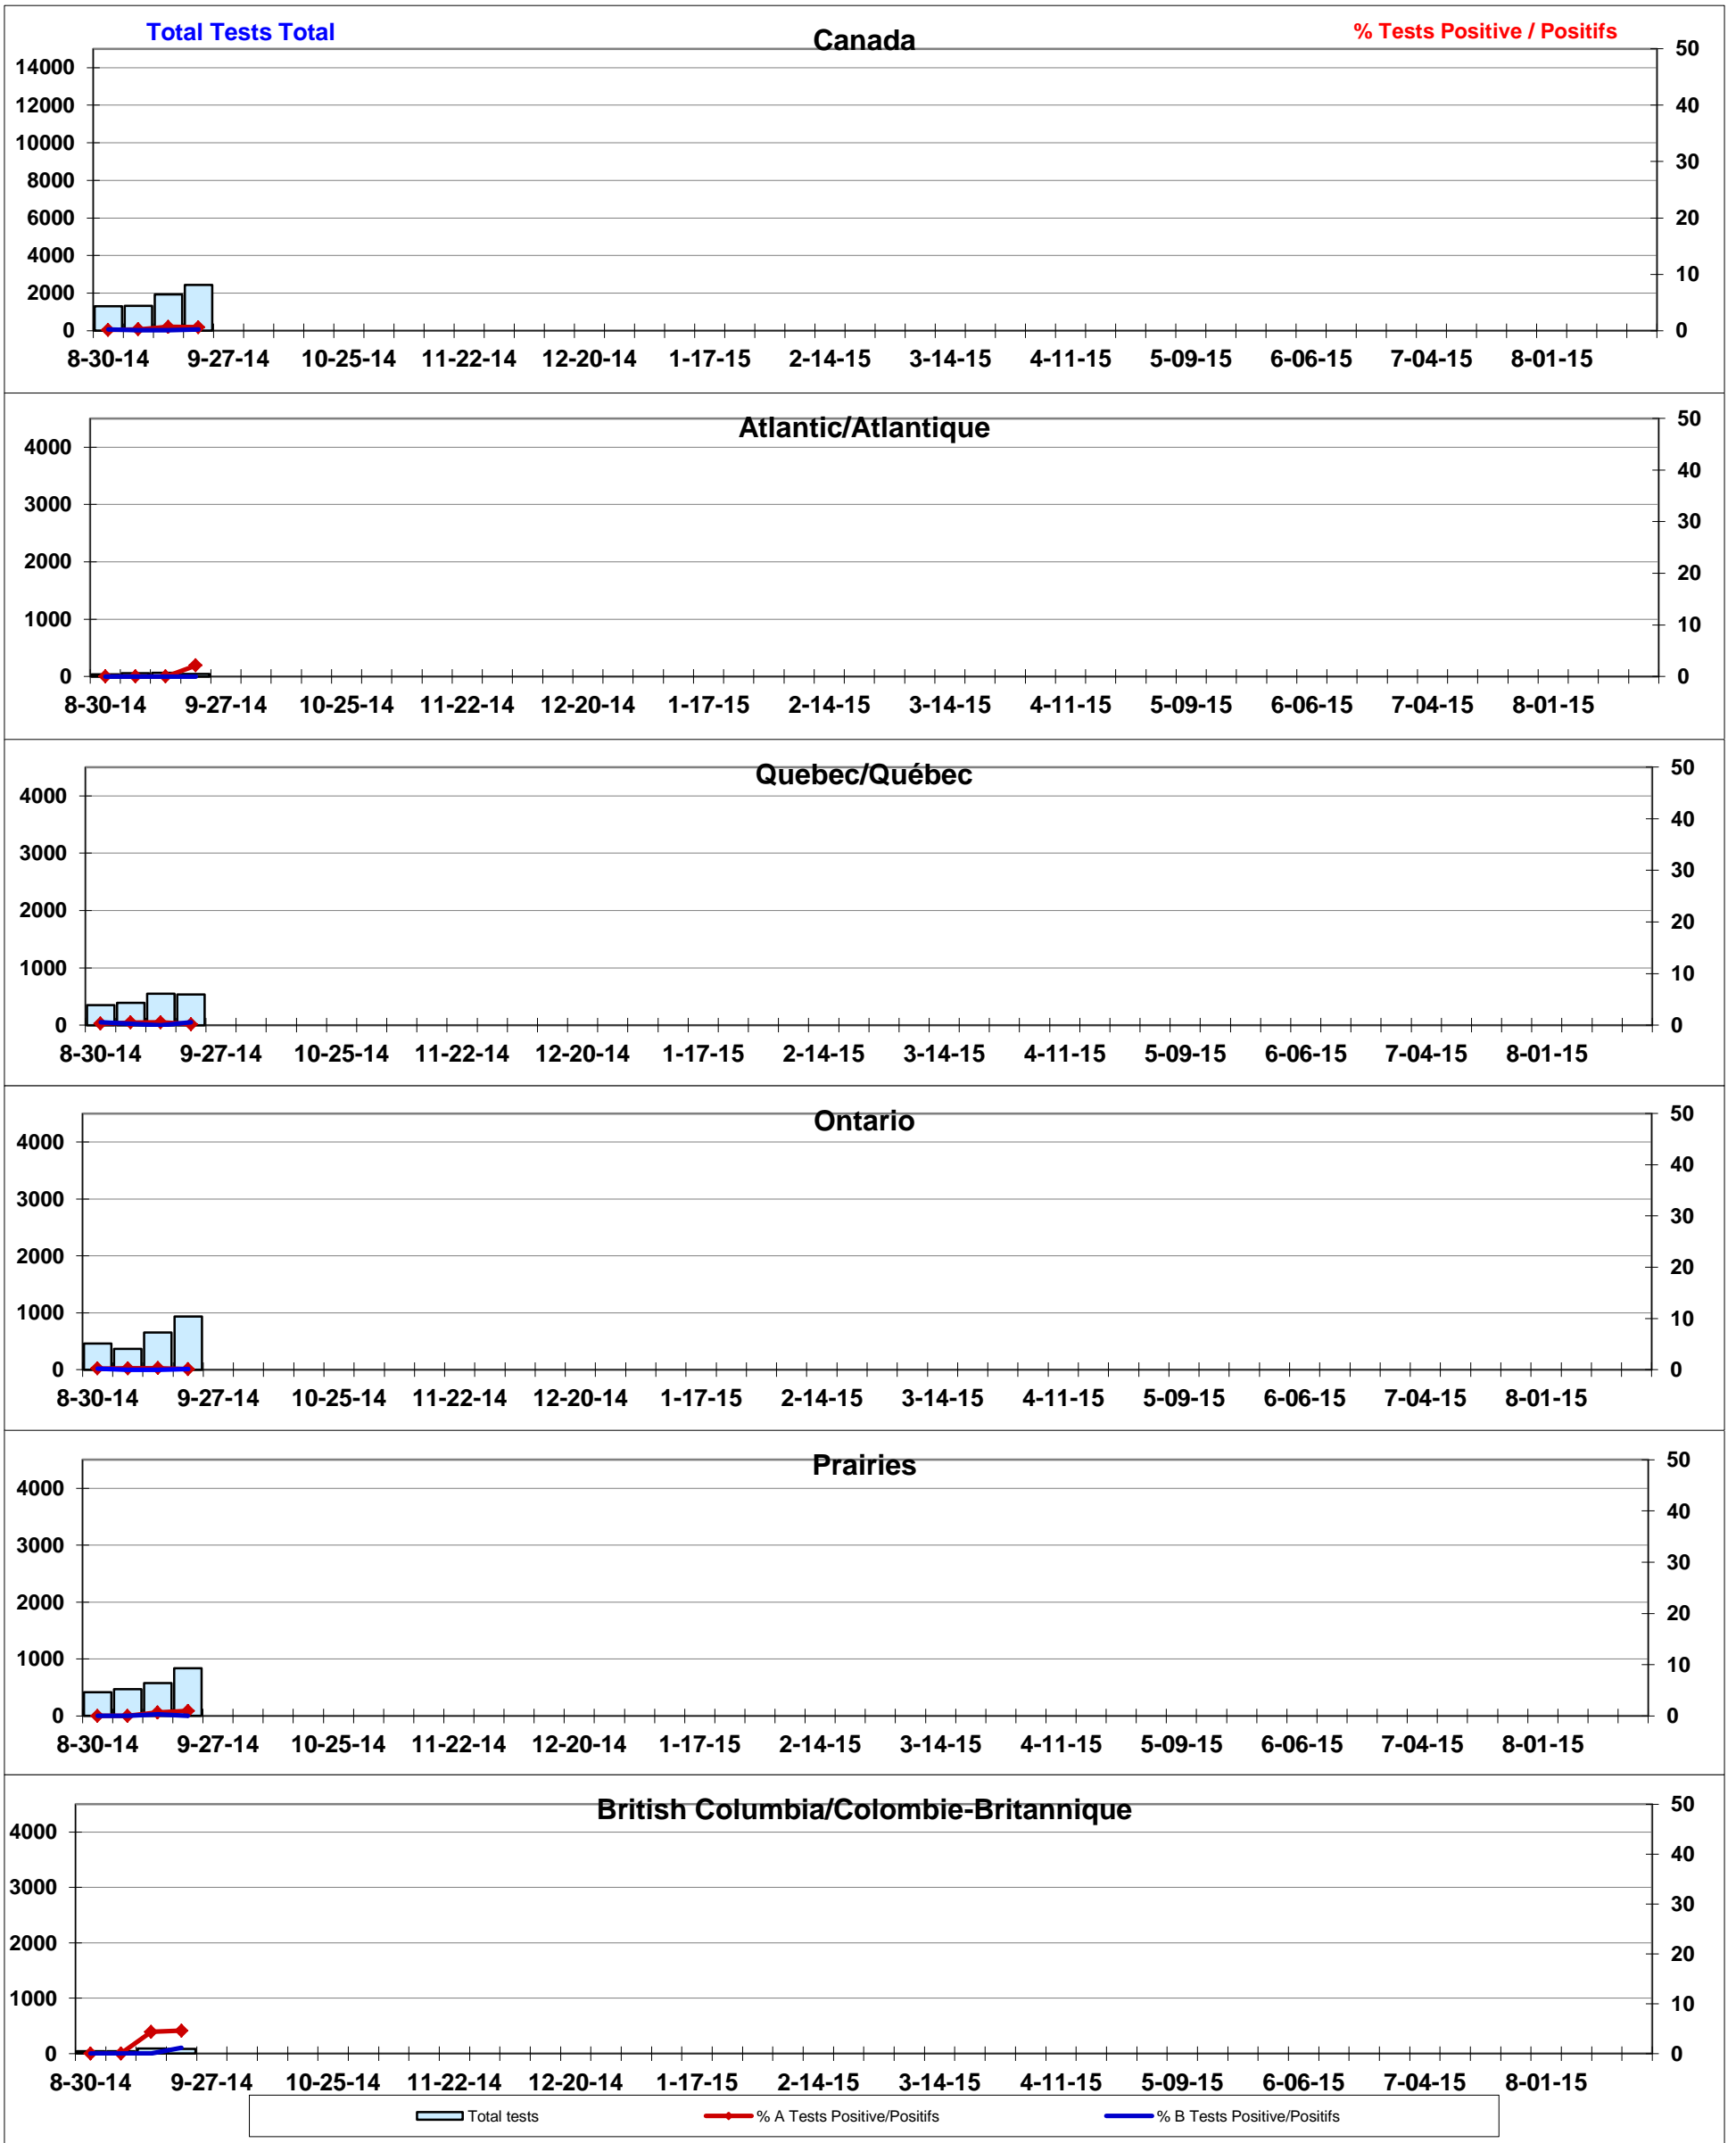 Total Tests Total Canada % Tests Positive / Positifs
14000 50
12000 40
10000
8000 30
6000 20
4000
2000 10
0 0
8-30-14 9-27-14 10-25-14 11-22-14 12-20-14 1-17-15 2-14-15 3-14-15 4-11-15 5-09-15 6-06-15 7-04-15 8-01-15
Atlantic/Atlantique
50
4000 40
3000 30
2000 20
1000 10
0 0
8-30-14 9-27-14 10-25-14 11-22-14 12-20-14 1-17-15 2-14-15 3-14-15 4-11-15 5-09-15 6-06-15 7-04-15 8-01-15
Quebec/Québec
50
4000 40
3000 30
2000 20
1000 10
0 0
8-30-14 9-27-14 10-25-14 11-22-14 12-20-14 1-17-15 2-14-15 3-14-15 4-11-15 5-09-15 6-06-15 7-04-15 8-01-15
Ontario
50
4000 40
3000 30
2000 20
1000 10
0 0
8-30-14 9-27-14 10-25-14 11-22-14 12-20-14 1-17-15 2-14-15 3-14-15 4-11-15 5-09-15 6-06-15 7-04-15 8-01-15
Prairies
50
4000 40
3000 30
2000 20
1000 10
0 0
8-30-14 9-27-14 10-25-14 11-22-14 12-20-14 1-17-15 2-14-15 3-14-15 4-11-15 5-09-15 6-06-15 7-04-15 8-01-15
British Columbia/Colombie-Britannique
50
4000 40
3000 30
2000 20
1000 10
0 0
8-30-14 9-27-14 10-25-14 11-22-14 12-20-14 1-17-15 2-14-15 3-14-15 4-11-15 5-09-15 6-06-15 7-04-15 8-01-15
Total tests % A Tests Positive/Positifs % B Tests Positive/Positifs